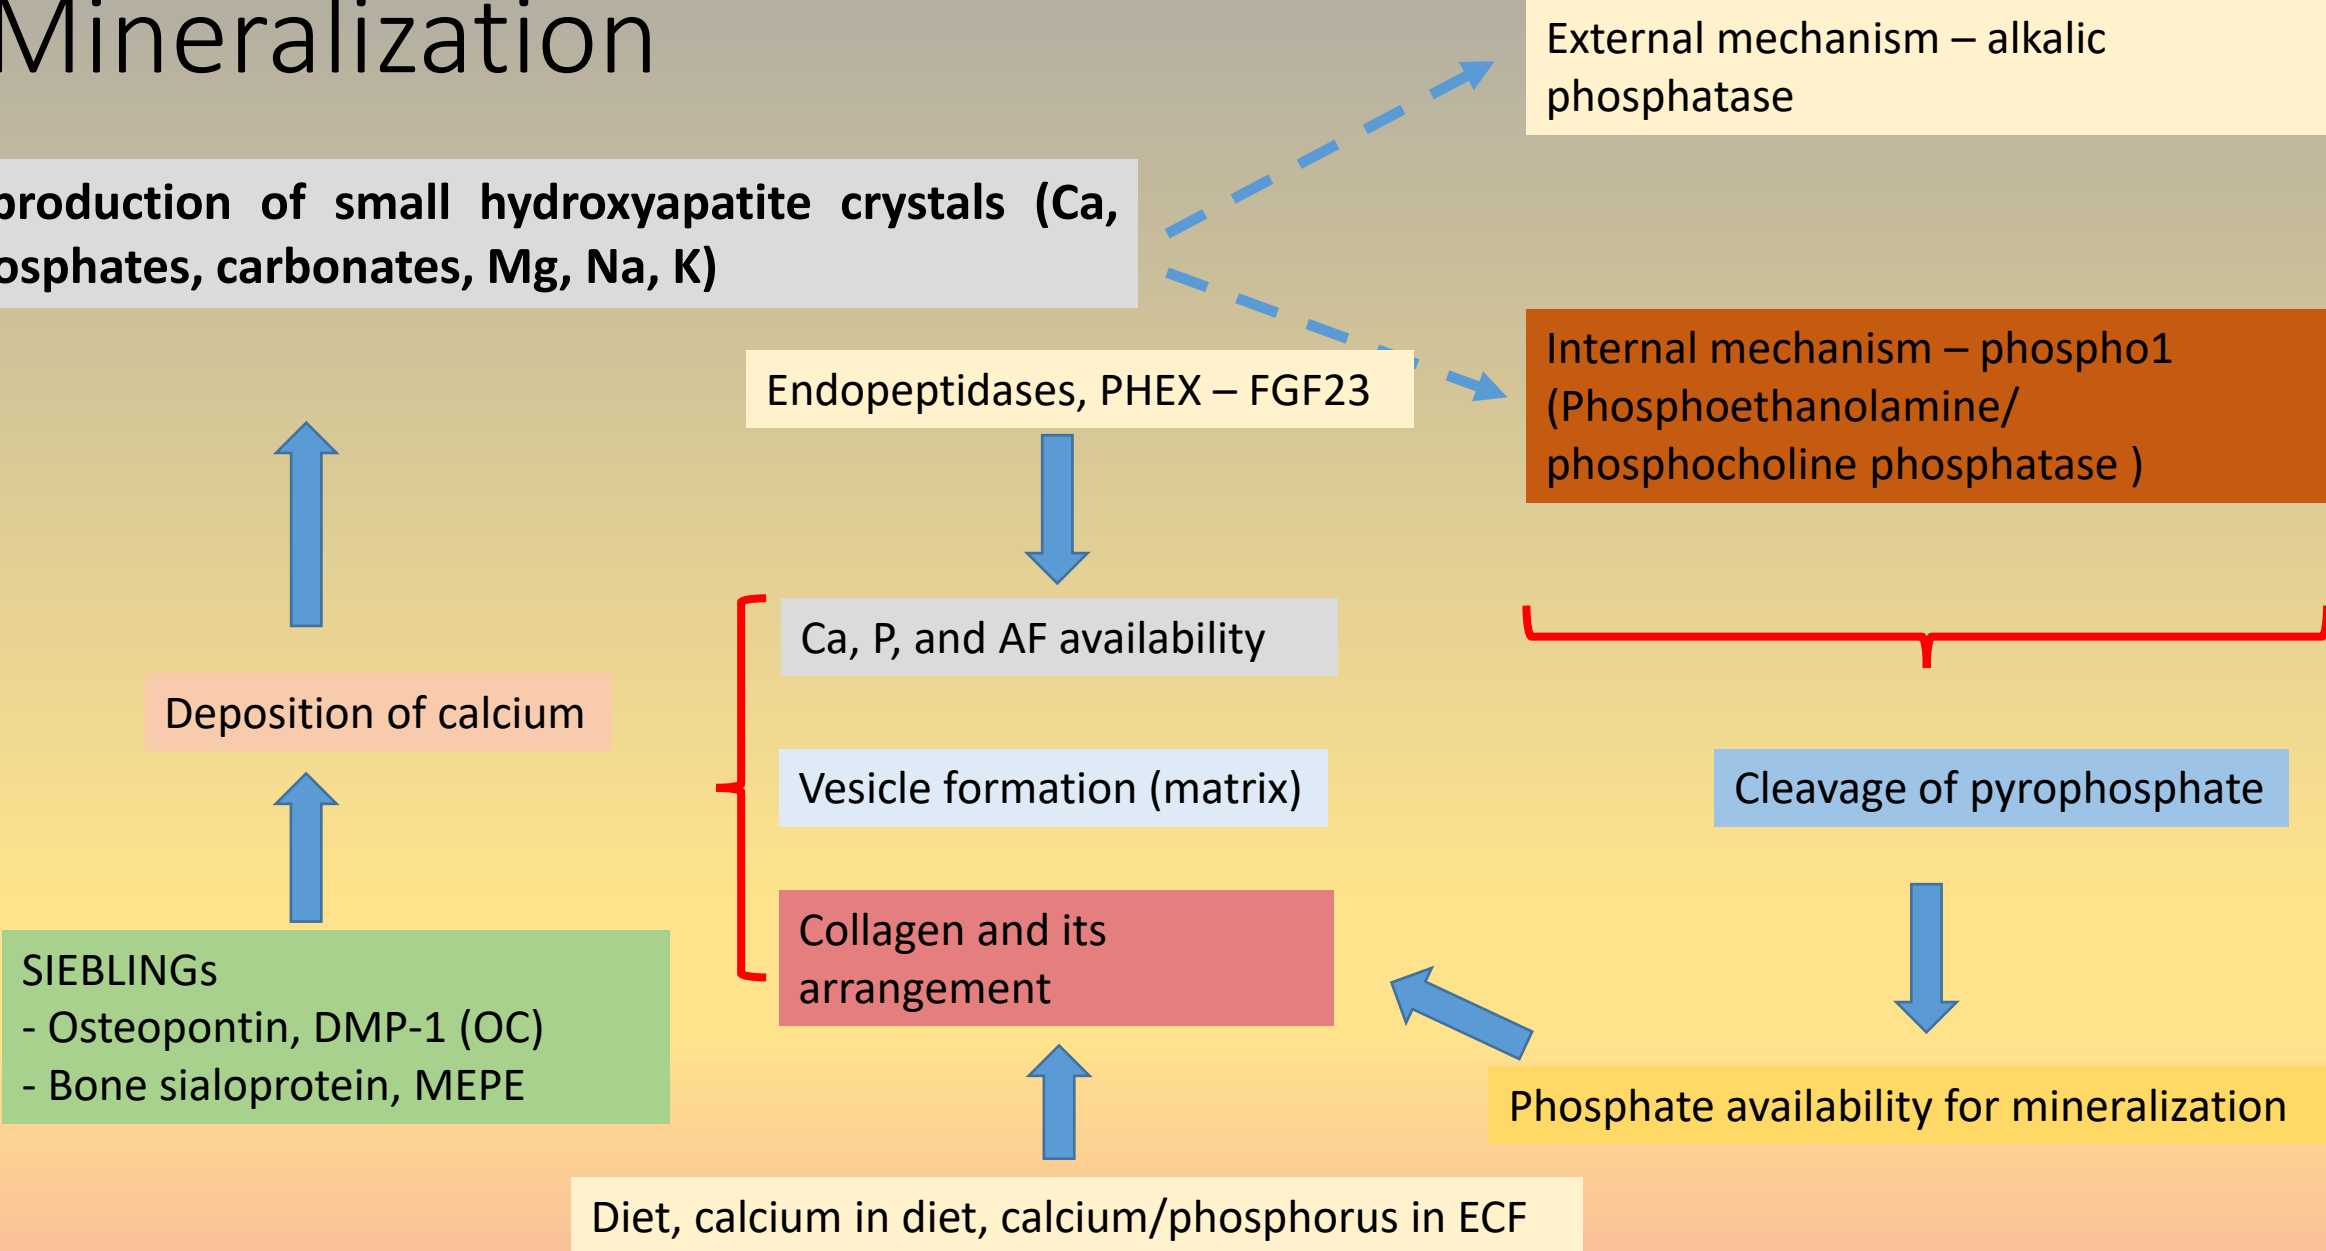 Mineralization
External mechanism – alkalic
phosphatase
production of small hydroxyapatite crystals (Ca,
osphates, carbonates, Mg, Na, K)
Internal mechanism – phospho1
(Phosphoethanolamine/
phosphocholine phosphatase )
Endopeptidases, PHEX – FGF23
Ca, P, and AF availability
Deposition of calcium
Vesicle formation (matrix)
Cleavage of pyrophosphate
Collagen and its
arrangement
SIEBLINGs
- Osteopontin, DMP-1 (OC)
- Bone sialoprotein, MEPE
Phosphate availability for mineralization
Diet, calcium in diet, calcium/phosphorus in ECF